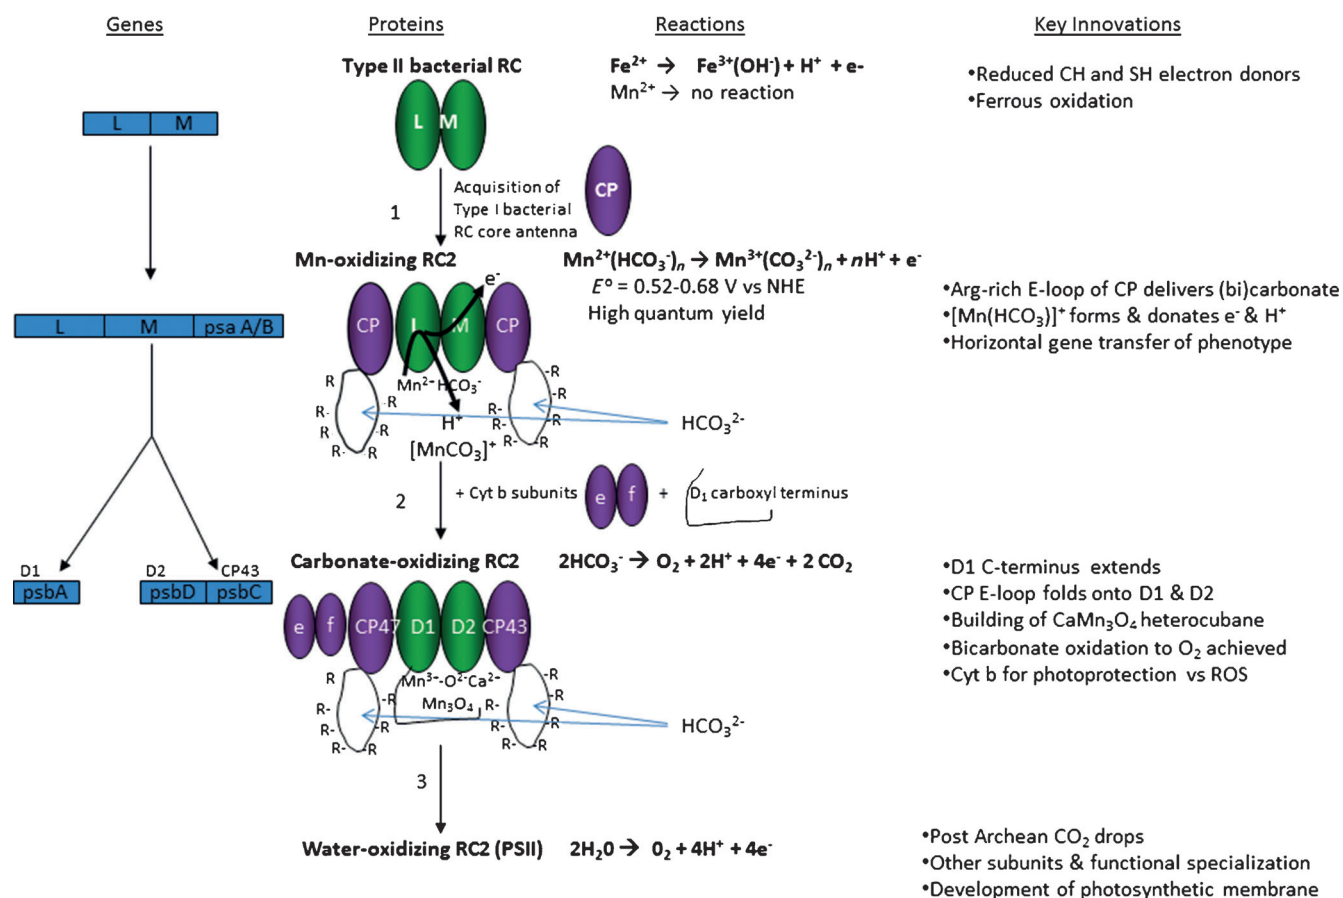 Genes
Proteins
Reactions
Key Innovations
Type II bacterial RC
Fe²⁺ → Fe³⁺(OH⁻) + H⁺ + e-
Mn²⁺ → no reaction
•Reduced CH and SH electron donors
•Ferrous oxidation
L M
L M
1
Acquisition of
Type I bacterial
RC core antenna
CP
Mn-oxidizing RC2
Mn²⁺(HCO₃⁻)ₙ → Mn³⁺(CO₃²⁻)ₙ + nH⁺ + e⁻
E° = 0.52-0.68 V vs NHE
High quantum yield
e⁻
•Arg-rich E-loop of CP delivers (bi)carbonate
•[Mn(HCO₃)]⁺ forms & donates e⁻ & H⁺
•Horizontal gene transfer of phenotype
L M psa A/B
CP L M CP
Mn²⁻HCO₃⁻
R
R-
R
R-
R
-R
-R
-R
R-
R-
R-
-R
H⁺
[MnCO₃]⁺
HCO₃²⁻
2
+ Cyt b subunits
e f
+
D₁ carboxyl terminus
Carbonate-oxidizing RC2
2HCO₃⁻ → O₂ + 2H⁺ + 4e⁻ + 2 CO₂
•D1 C-terminus extends
•CP E-loop folds onto D1 & D2
•Building of CaMn₃O₄ heterocubane
•Bicarbonate oxidation to O₂ achieved
•Cyt b for photoprotection vs ROS
D1
psbA
D2 CP43
psbD psbC
e f CP47 D1 D2 CP43
Mn³⁻-O²⁻Ca²⁻
Mn₃O₄
R
R-
R-
R-
-R
-R
-R
-R
-R
R-
R-
R-
-R
HCO₃²⁻
3
Water-oxidizing RC2 (PSII)
2H₂0 → 0₂ + 4H⁺ + 4e⁻
•Post Archean CO₂ drops
•Other subunits & functional specialization
•Development of photosynthetic membrane